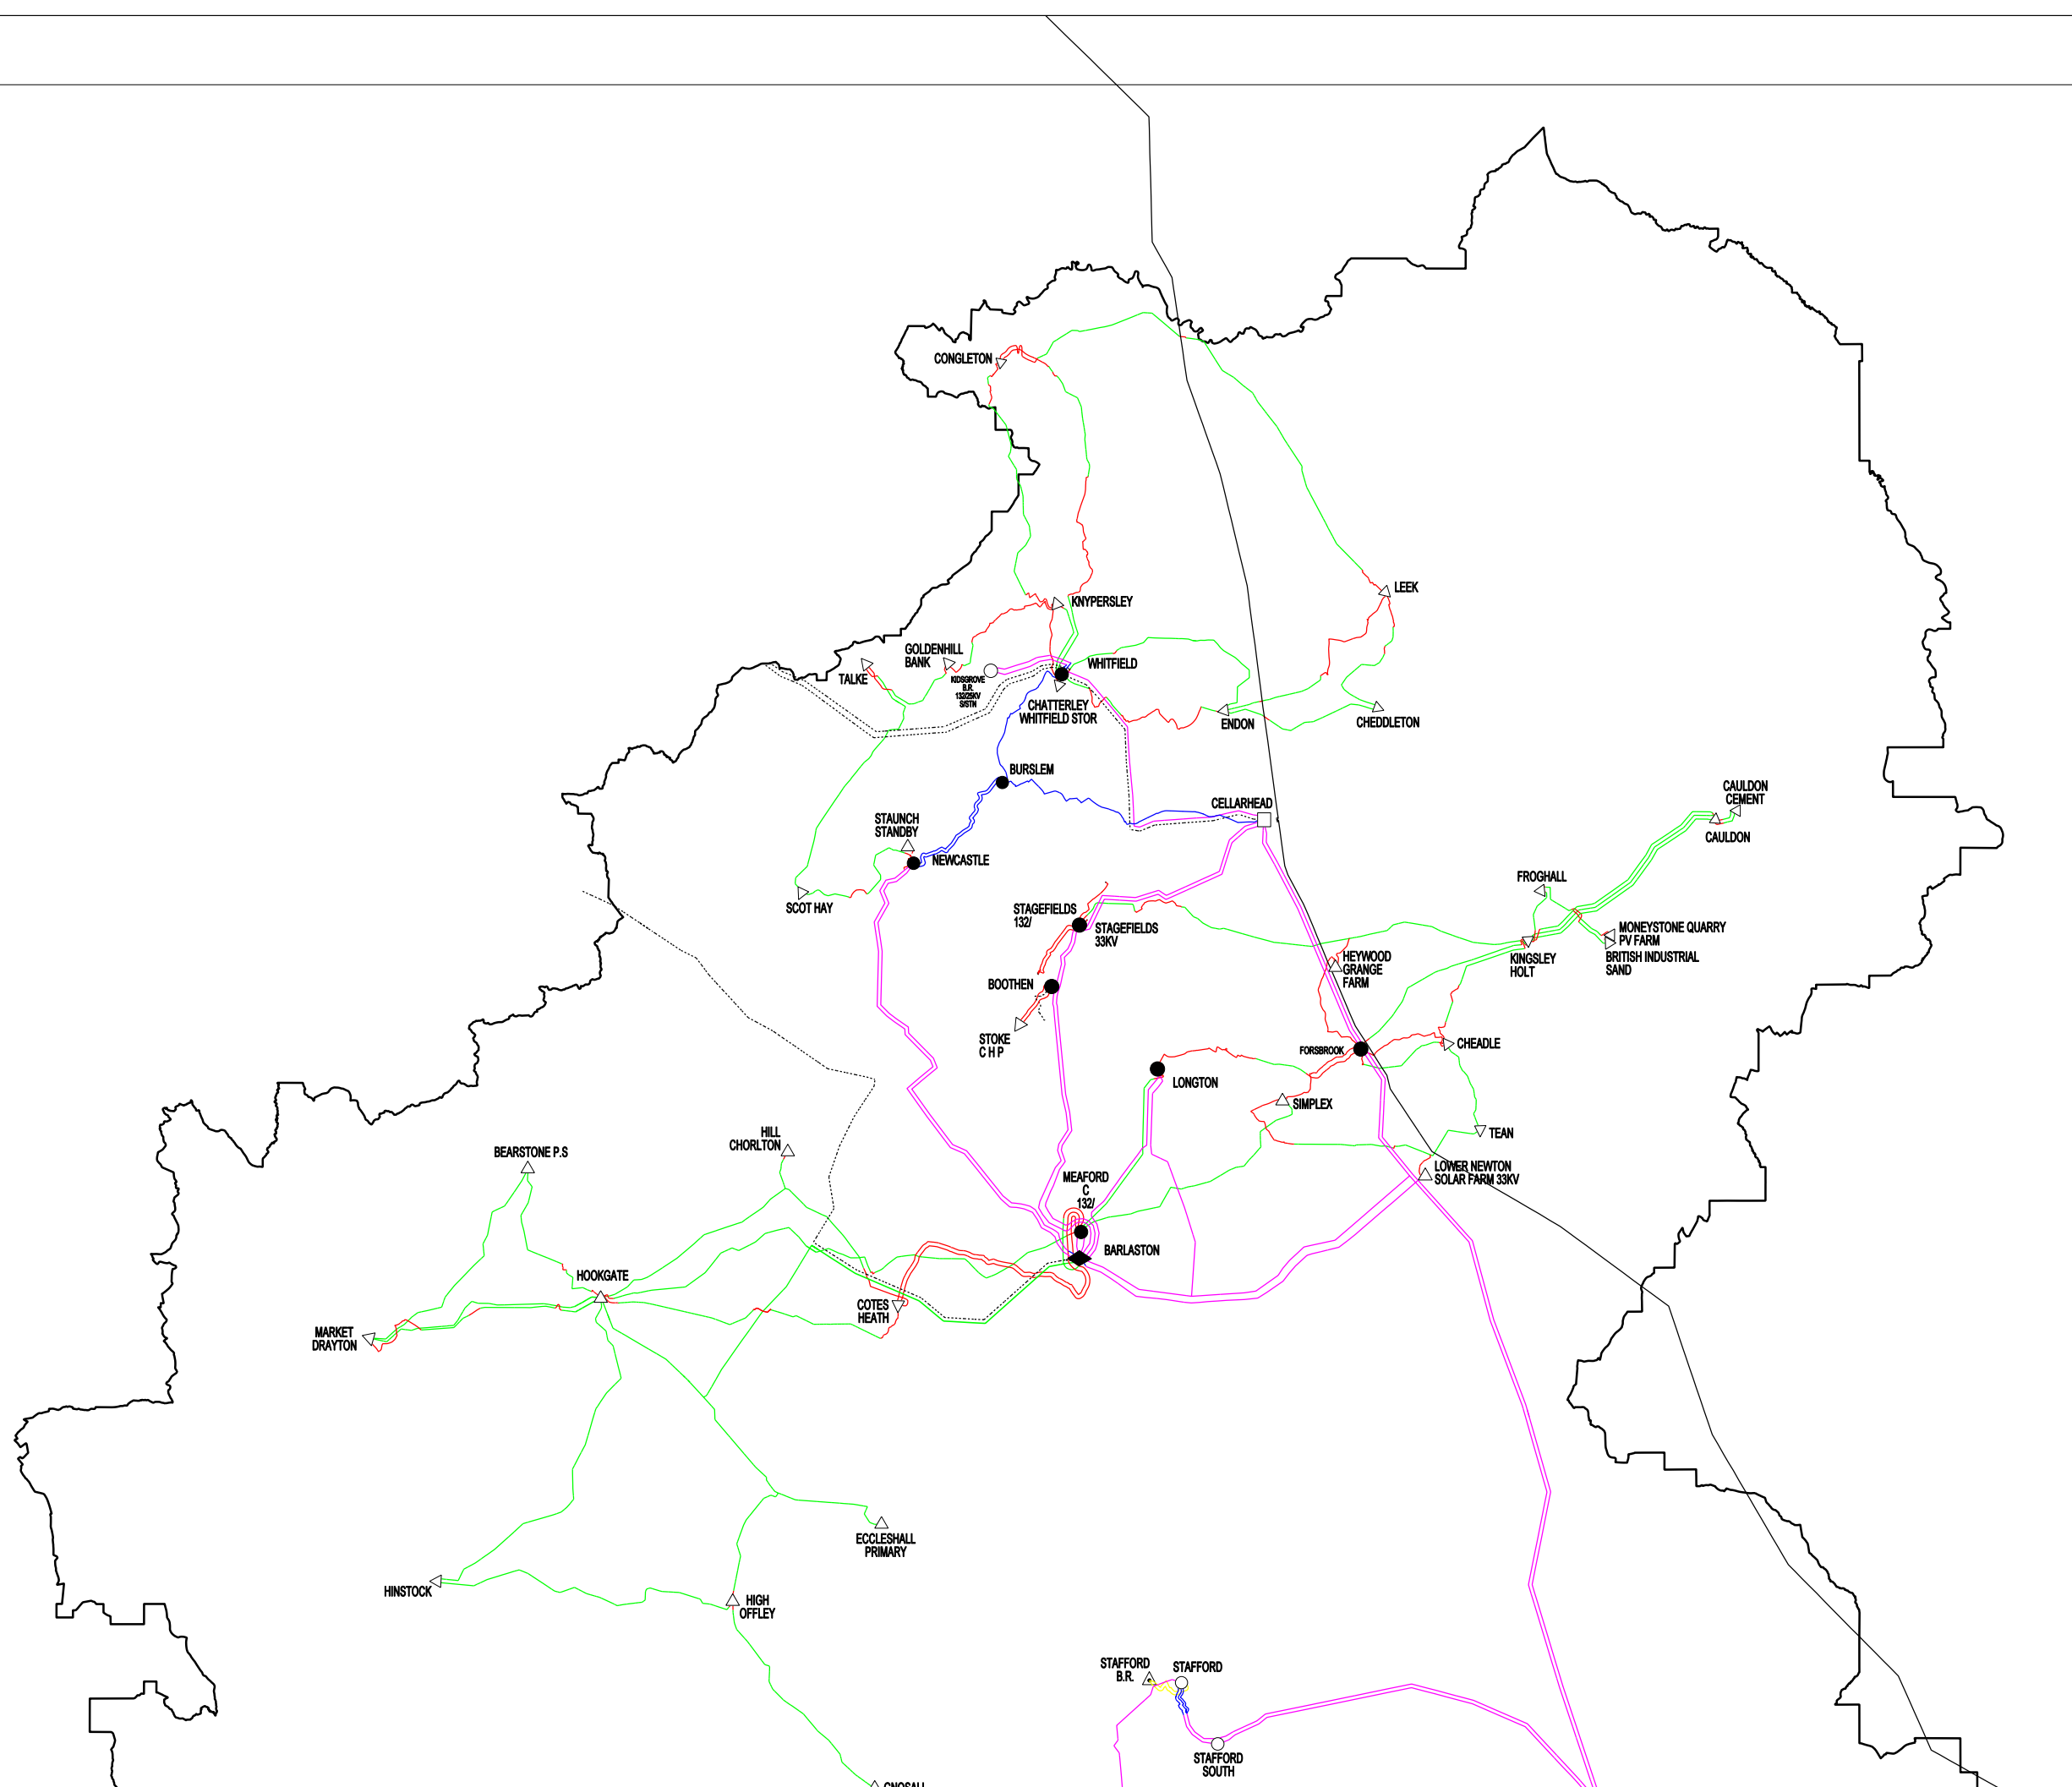 CONGLETON
LEEK
KNYPERSLEY
GOLDENHILL
BANK
WHITFIELD
TALKE
KIDSGROVE
B.R.
132/25KV
S/STN
CHATTERLEY
WHITFIELD STOR
ENDON
CHEDDLETON
BURSLEM
CAULDON
CEMENT
CELLARHEAD
STAUNCH
STANDBY
CAULDON
NEWCASTLE
FROGHALL
SCOT HAY
STAGEFIELDS
132/
STAGEFIELDS
33KV
MONEYSTONE QUARRY
PV FARM
BRITISH INDUSTRIAL
SAND
KINGSLEY
HOLT
HEYWOOD
GRANGE
FARM
BOOTHEN
STOKE
C H P
FORSBROOK
CHEADLE
LONGTON
SIMPLEX
TEAN
HILL
CHORLTON
BEARSTONE P.S
LOWER NEWTON
SOLAR FARM 33KV
MEAFORD
C
132/
BARLASTON
HOOKGATE
COTES
HEATH
MARKET
DRAYTON
ECCLESHALL
PRIMARY
HINSTOCK
HIGH
OFFLEY
STAFFORD
B.R.
STAFFORD
STAFFORD
SOUTH
GNOSALL